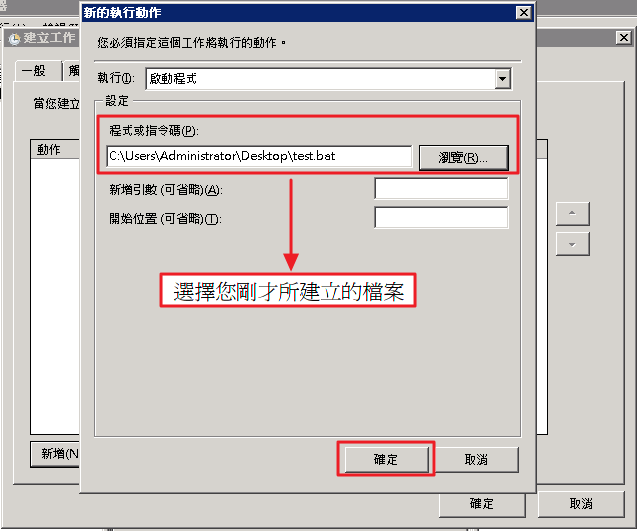 新的執行動作
建立工作
您必須指定這個工作將執行的動作。
一般
執行(I):
啟動程式
當您建立
設定
程式或指令碼(P):
動作
C:\Users\Administrator\Desktop\test.bat
瀏覽(R)...
新增引數 (可省略)(A):
開始位置 (可省略)(T):
選擇您剛才所建立的檔案
新增(N
確定
取消
確定
取消